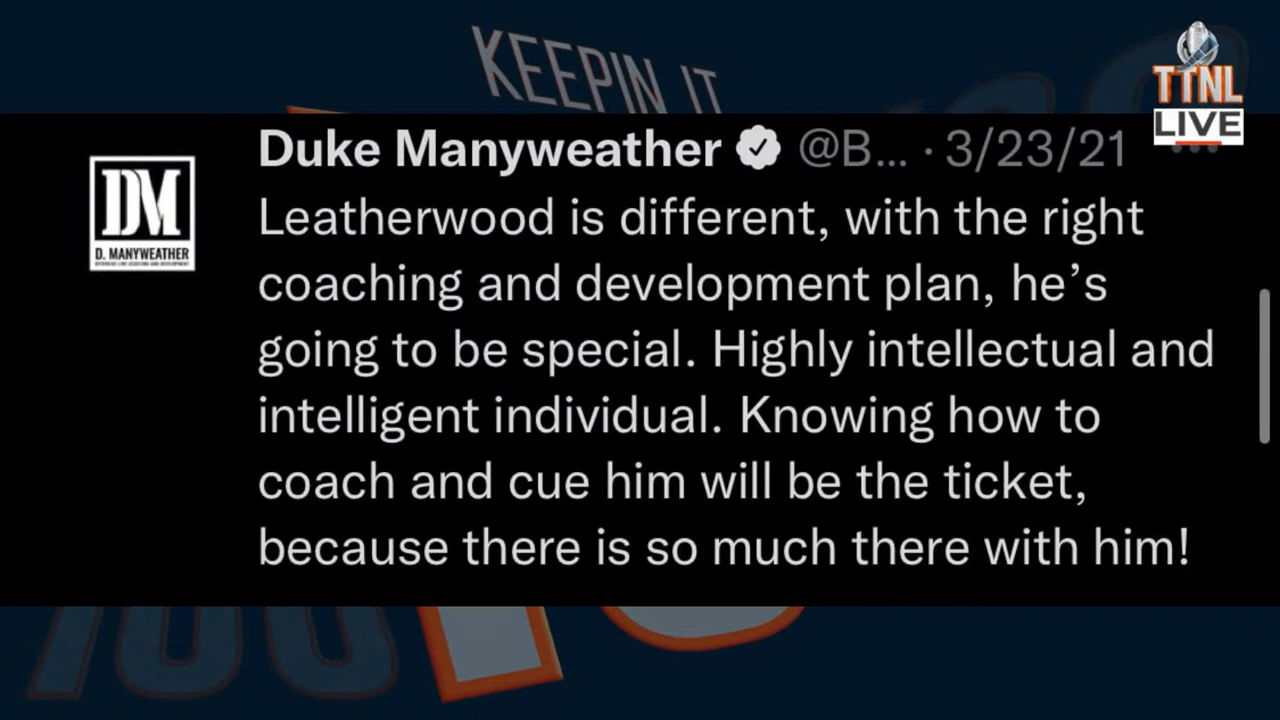 KEEPIN IT
TTNL
LIVE
Duke Manyweather @B... · 3/23/21
DM
D. MANYWEATHER
Leatherwood is different, with the right
coaching and development plan, he’s
going to be special. Highly intellectual and
intelligent individual. Knowing how to
coach and cue him will be the ticket,
because there is so much there with him!
100